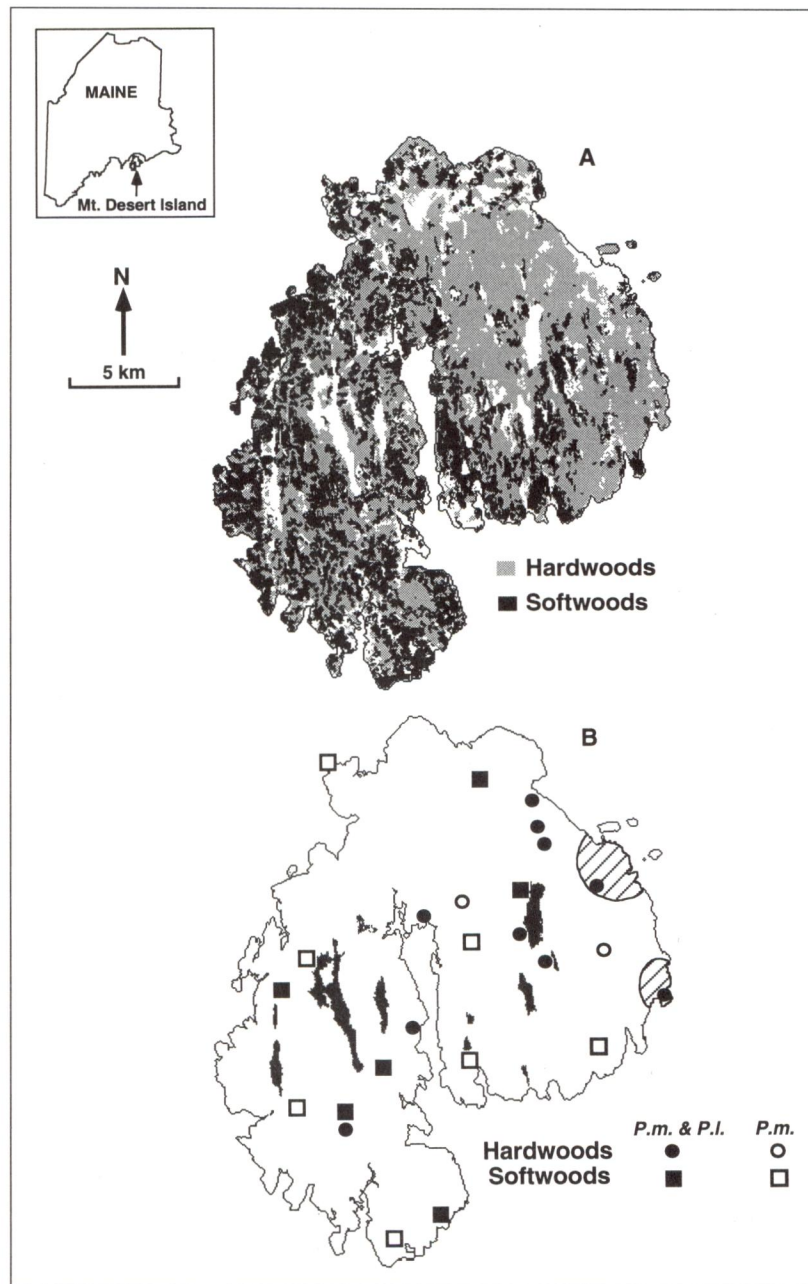 MAINE
Mt. Desert Island
A
N
5 km
Hardwoods
Softwoods
B
P.m. & P.l. P.m.
Hardwoods
Softwoods